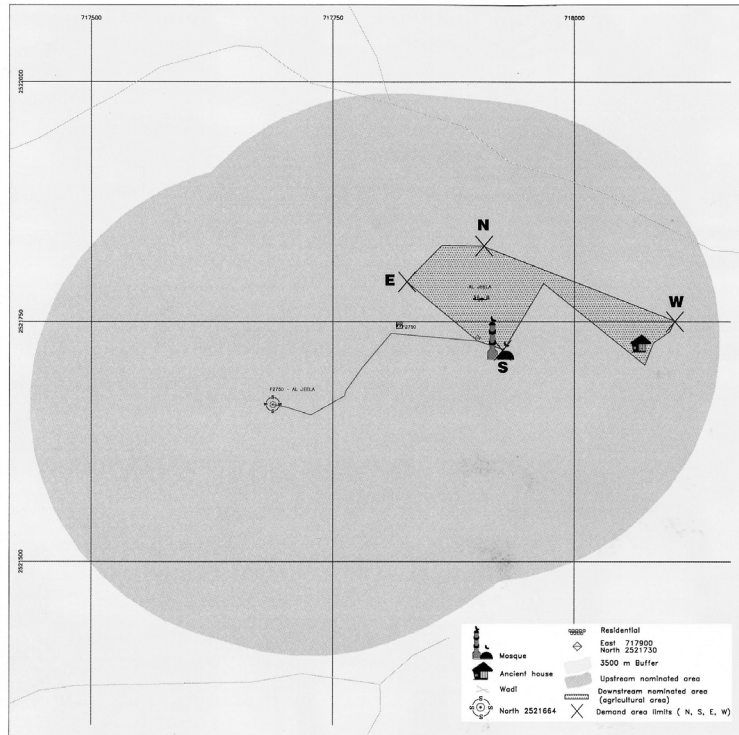 717500
717750
718000
2522000
N
E
AL JEELA
الجيلة
W
2521750
F2750
S
F2750 - AL JEELA
2521500
Mosque
Ancient house
Wadi
North 2521664
Residential
East 717900
North 2521730
3500 m Buffer
Upstream nominated area
Downstream nominated area
(agricultural area)
Demand area limits ( N, S, E, W)